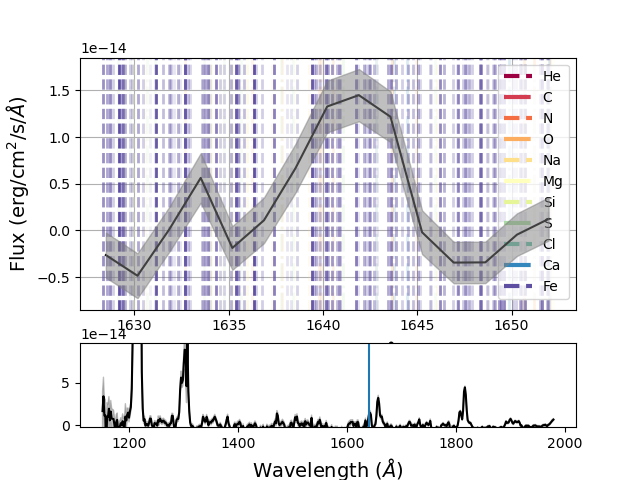 1e−14
1.5
1.0
0.5
0.0
−0.5
Flux (erg/cm²/s/Å)
He
C
N
O
Na
Mg
Si
S
Cl
Ca
Fe
1630 1635 1640 1645 1650
1e−14
5
0
1200 1400 1600 1800 2000
Wavelength (Å)